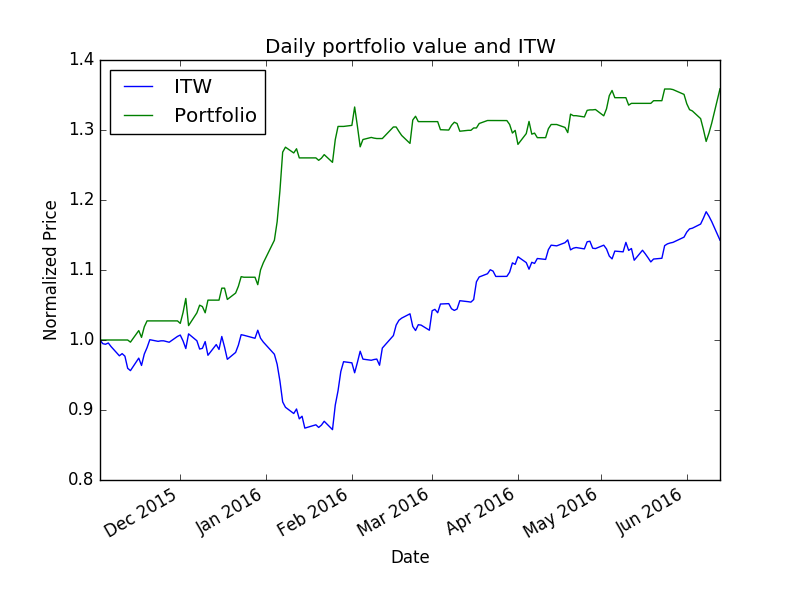 Daily portfolio value and ITW
1.4
1.3
1.2
1.1
1.0
0.9
0.8
Normalized Price
ITW
Portfolio
Dec 2015
Jan 2016
Feb 2016
Mar 2016
Apr 2016
May 2016
Jun 2016
Date